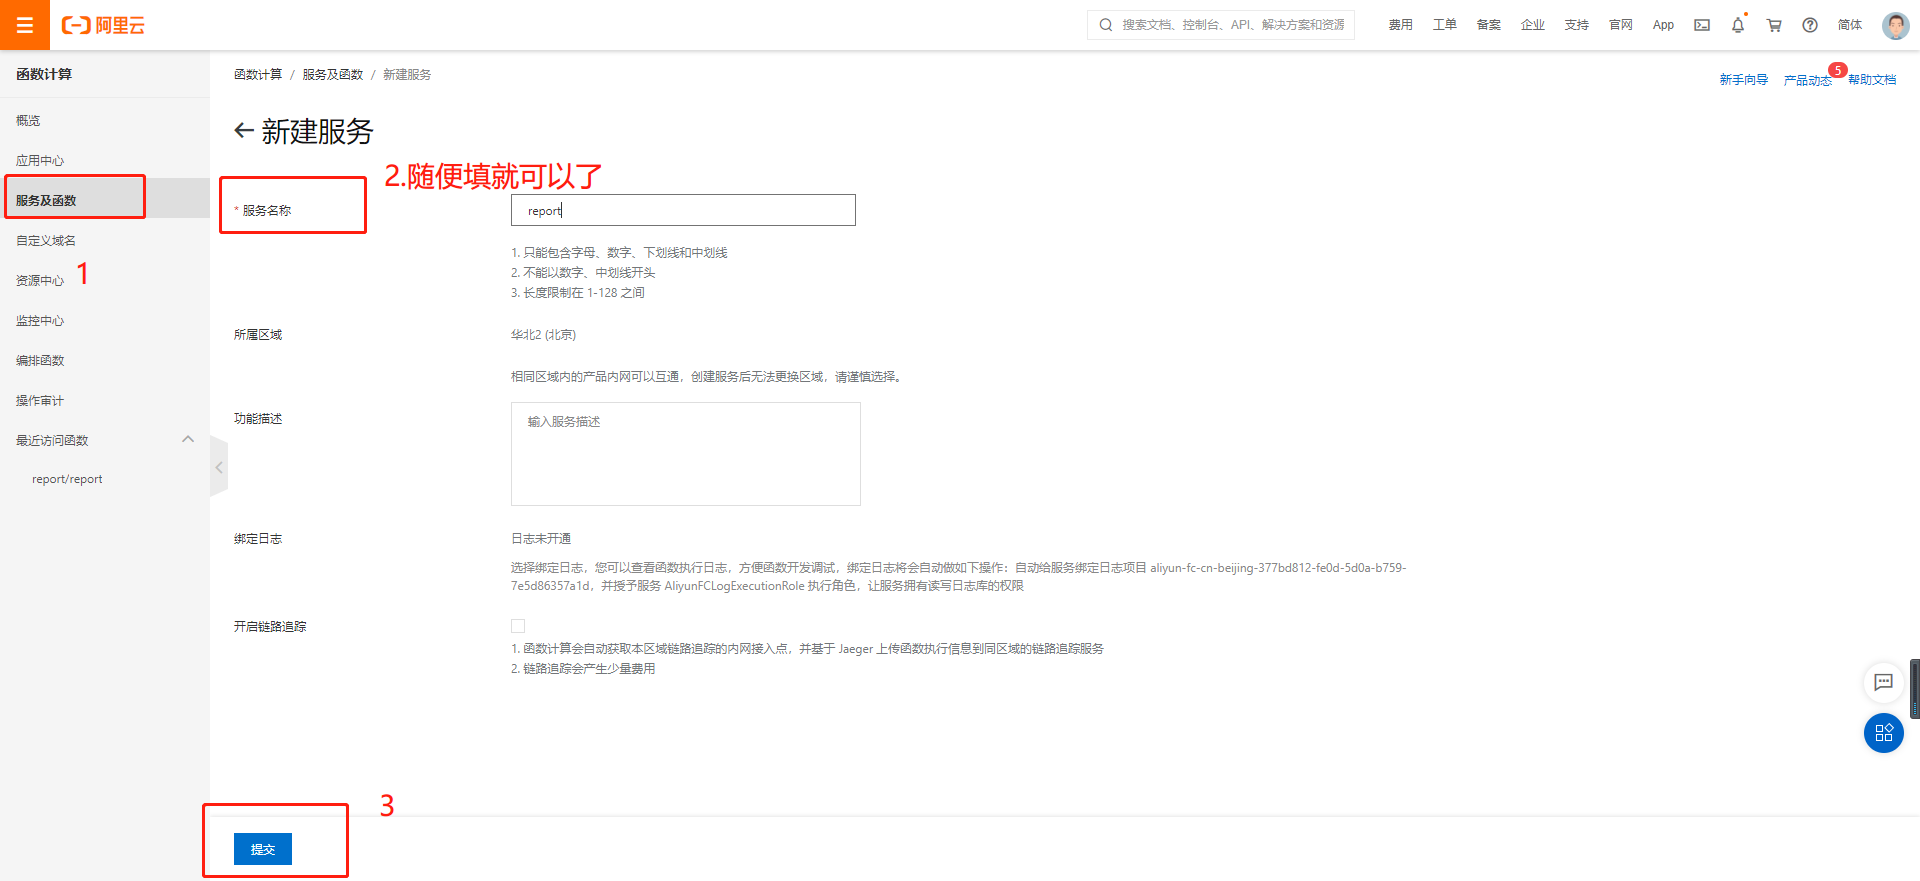 阿里云
搜索文档、控制台、API、解决方案和资源
费用 工单 备案 企业 支持 官网 App 简体
函数计算
函数计算 / 服务及函数 / 新建服务
新手向导 产品动态 5 帮助文档
概览
应用中心
服务及函数
自定义域名
资源中心 1
监控中心
编排函数
操作审计
最近访问函数
report/report
新建服务
2.随便填就可以了
* 服务名称
report
1. 只能包含字母、数字、下划线和中划线
2. 不能以数字、中划线开头
3. 长度限制在 1-128 之间
所属区域
华北2 (北京)
相同区域内的产品内网可以互通，创建服务后无法更换区域，请谨慎选择。
功能描述
输入服务描述
绑定日志
日志未开通
选择绑定日志，您可以查看函数执行日志，方便函数开发调试，绑定日志将会自动做如下操作：自动给服务绑定日志项目 aliyun-fc-cn-beijing-377bd812-fe0d-5d0a-b759-
7e5d86357a1d，并授予服务 AliyunFCLogExecutionRole 执行角色，让服务拥有读写日志库的权限
开启链路追踪
1. 函数计算会自动获取本区域链路追踪的内网接入点，并基于 Jaeger 上传函数执行信息到同区域的链路追踪服务
2. 链路追踪会产生少量费用
3
提交